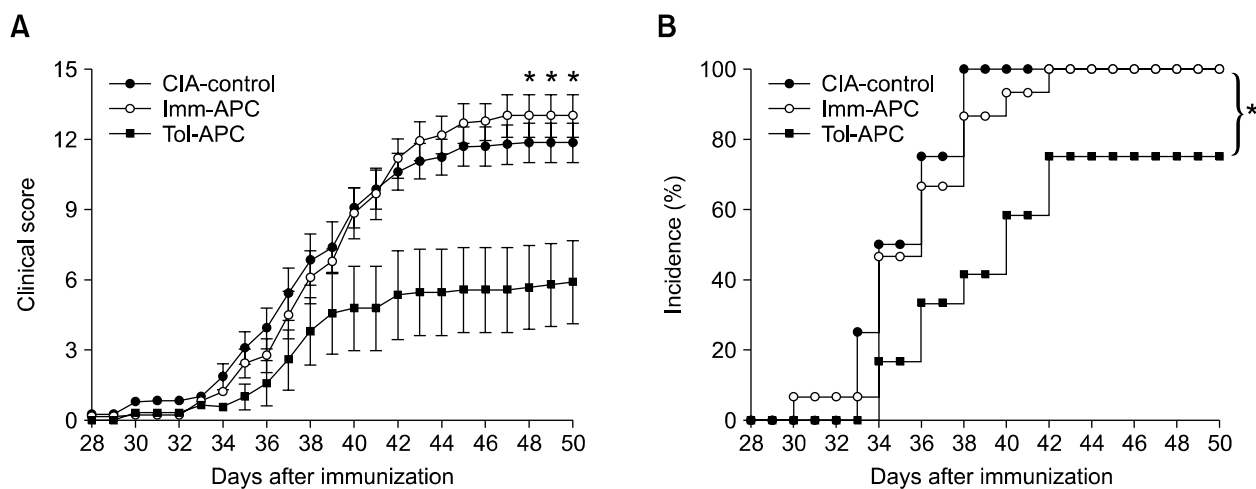 A
B
15
12
9
6
3
0
Clinical score
CIA-control
Imm-APC
Tol-APC
* * *
28 30 32 34 36 38 40 42 44 46 48 50
Days after immunization
100
80
60
40
20
0
Incidence (%)
CIA-control
Imm-APC
Tol-APC
*
28 30 32 34 36 38 40 42 44 46 48 50
Days after immunization